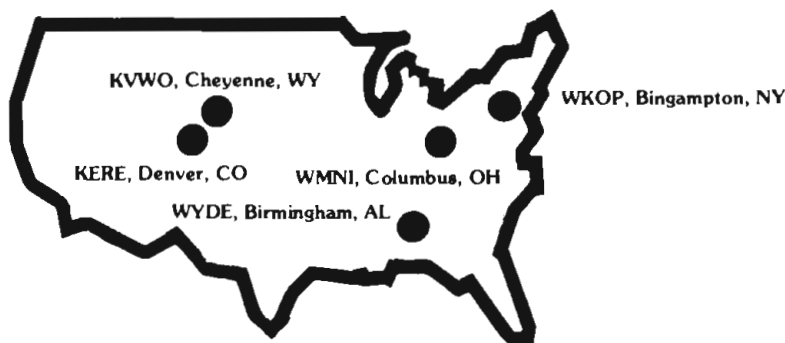 KVWO, Cheyenne, WY
WKOP, Bingampton, NY
KERE, Denver, CO
WMNI, Columbus, OH
WYDE, Birmingham, AL